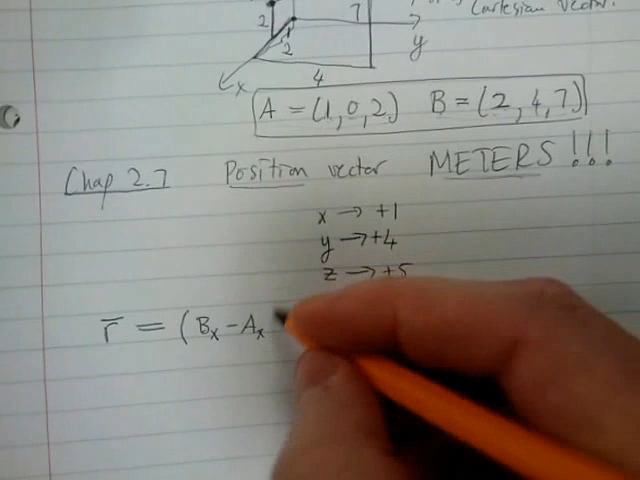 Cartesian vector.
2 7
2 y
x 4
A = (1, 0, 2) B = (2, 4, 7)
Chap 2.7 Position vector METERS!!!
x → +1
y → +4
z → +5
r̄ = (Bx - Ax